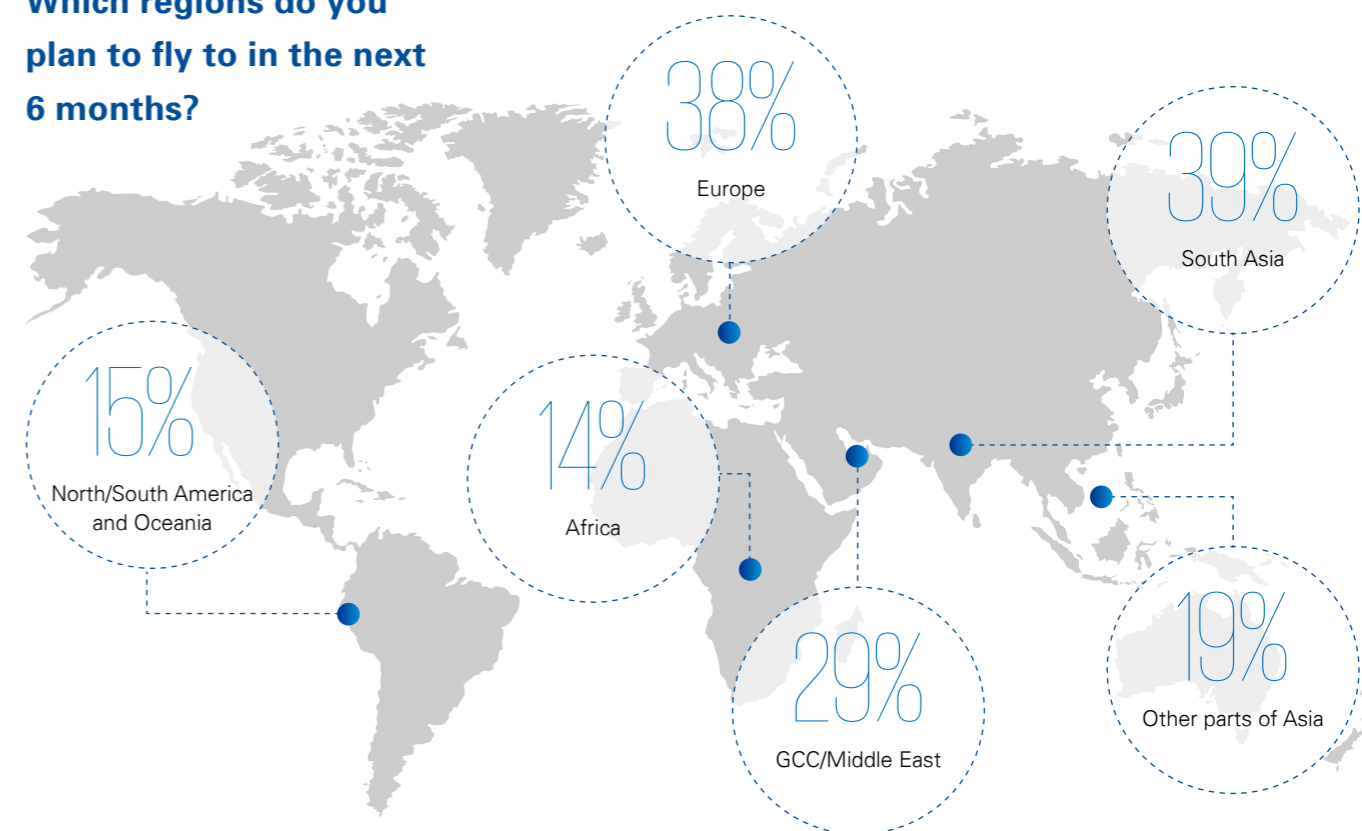 Which regions do you
plan to fly to in the next
6 months?
38%
Europe
39%
South Asia
15%
North/South America
and Oceania
14%
Africa
29%
GCC/Middle East
19%
Other parts of Asia